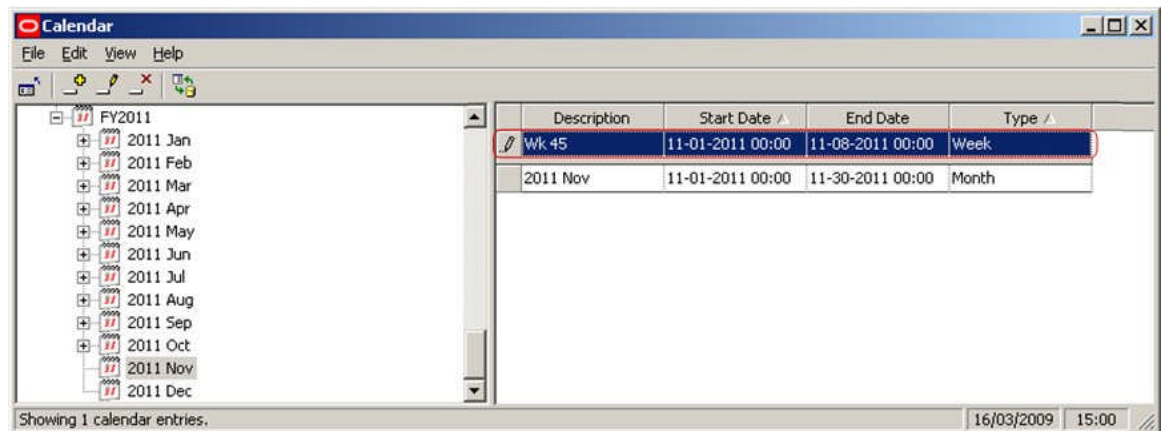 Calendar
File Edit View Help
FY2011
2011 Jan
2011 Feb
2011 Mar
2011 Apr
2011 May
2011 Jun
2011 Jul
2011 Aug
2011 Sep
2011 Oct
2011 Nov
2011 Dec
Description Start Date End Date Type
Wk 45 11-01-2011 00:00 11-08-2011 00:00 Week
2011 Nov 11-01-2011 00:00 11-30-2011 00:00 Month
Showing 1 calendar entries. 16/03/2009 15:00